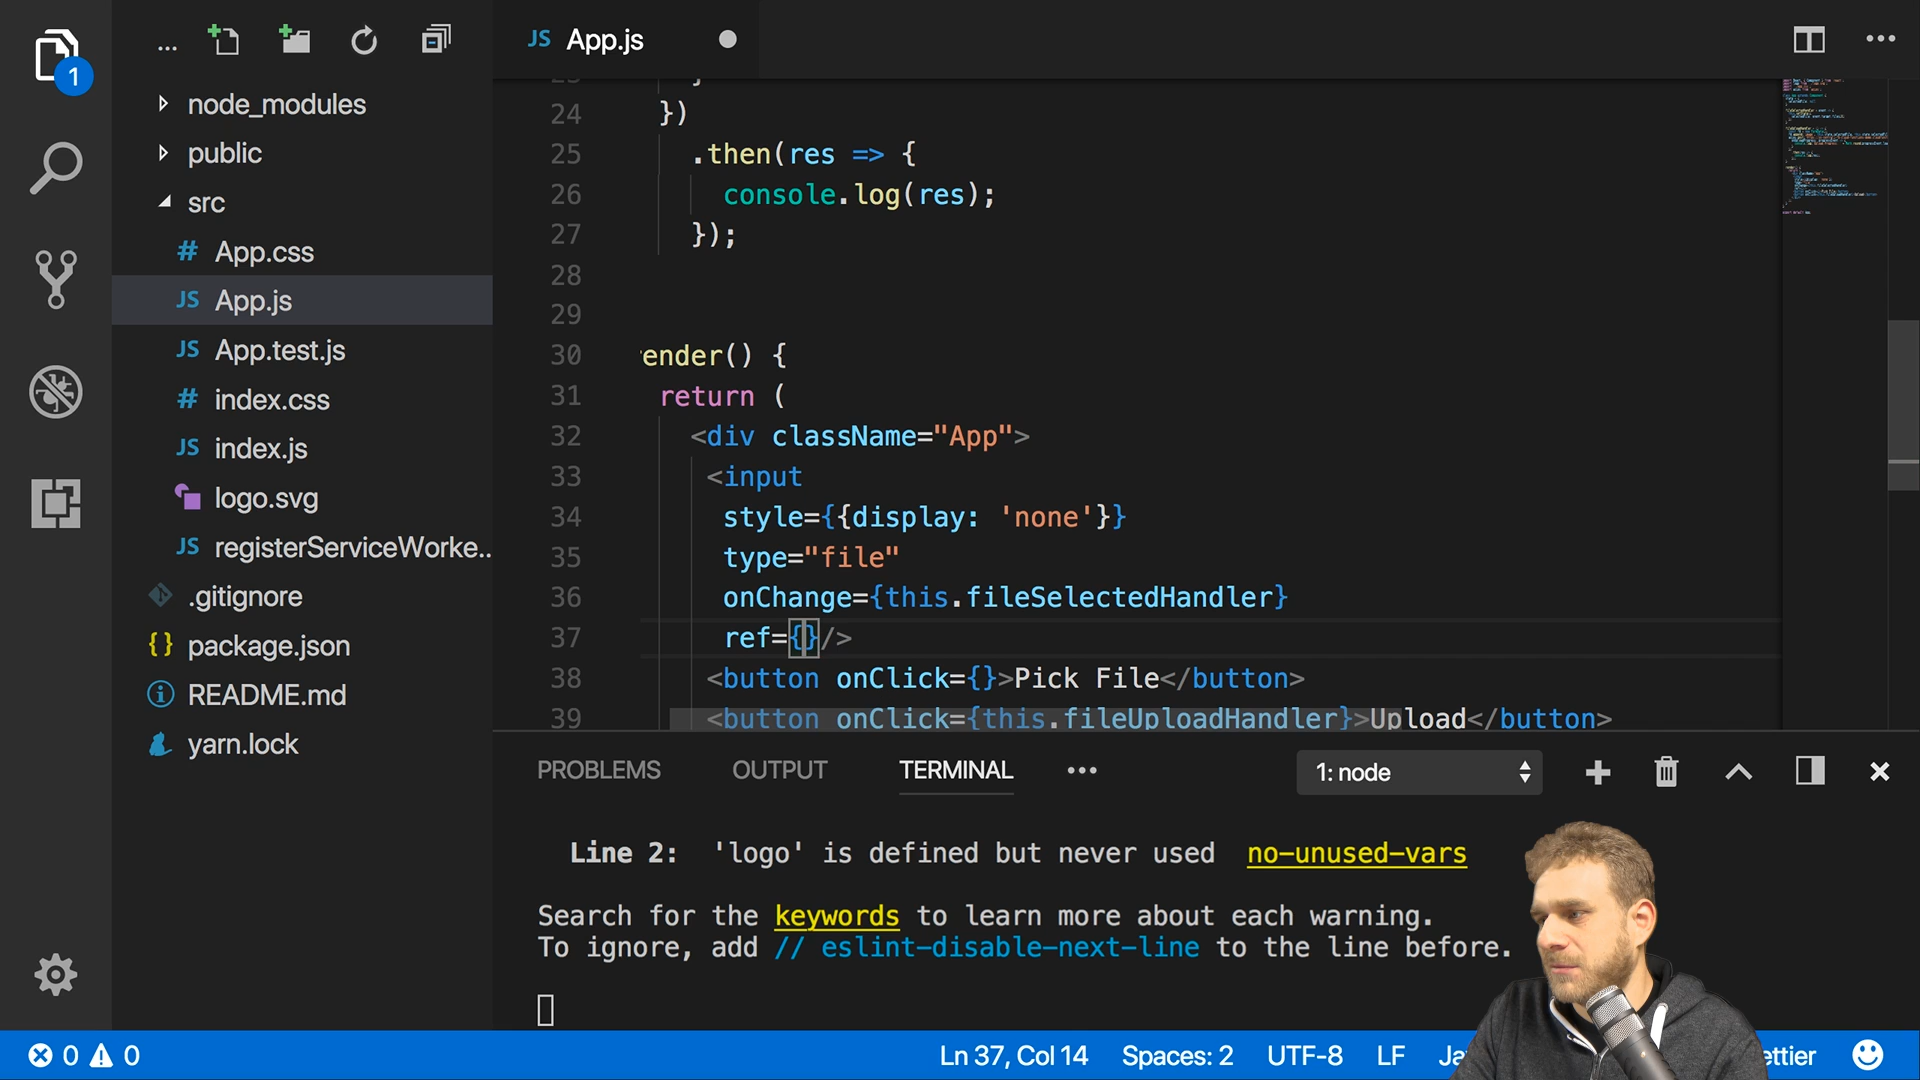 1
...
node_modules
public
src
# App.css
JS App.js
JS App.test.js
# index.css
JS index.js
logo.svg
JS registerServiceWorke..
.gitignore
{} package.json
README.md
yarn.lock
JS App.js
24 })
25 .then(res => {
26 console.log(res);
27 });
28
29
30 ender() {
31 return (
32 <div className="App">
33 <input
34 style={{display: 'none'}}
35 type="file"
36 onChange={this.fileSelectedHandler}
37 ref={}/>
38 <button onClick={}>Pick File</button>
39 <button onClick={this.fileUploadHandler}>Upload</button>
PROBLEMS OUTPUT TERMINAL ... 1: node
Line 2: 'logo' is defined but never used no-unused-vars
Search for the keywords to learn more about each warning.
To ignore, add // eslint-disable-next-line to the line before.
0 0 Ln 37, Col 14 Spaces: 2 UTF-8 LF Ja ettier